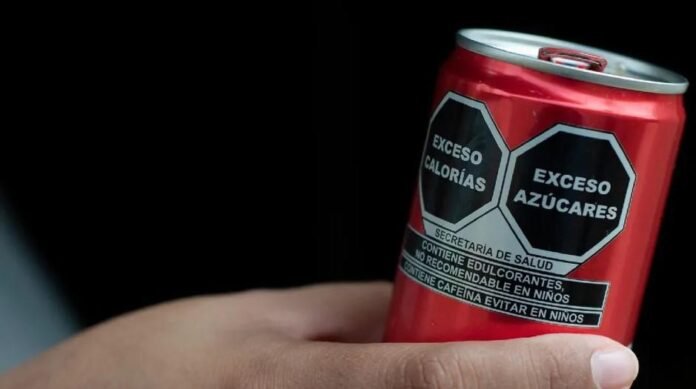 EXCESO
CALORÍAS
EXCESO
AZÚCARES
SECRETARÍA DE SALUD
CONTIENE EDULCORANTES,
NO RECOMENDABLE EN NIÑOS
CONTIENE CAFEÍNA EVITAR EN NIÑOS